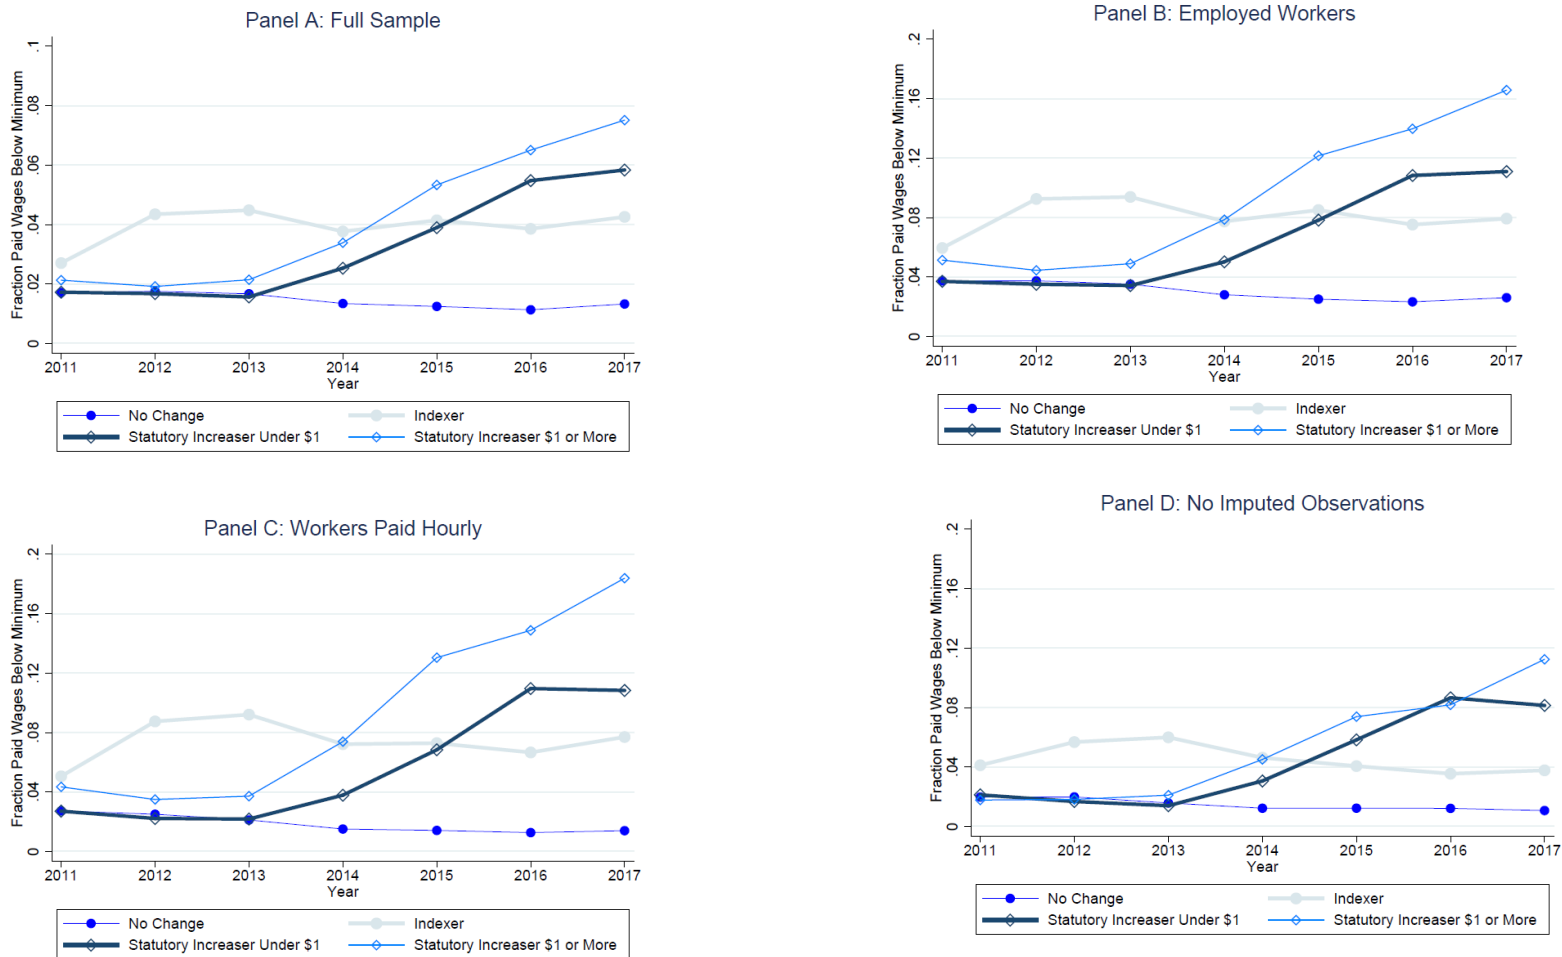 Panel A: Full Sample
Fraction Paid Wages Below Minimum
.1
.08
.06
.04
.02
0
2011 2012 2013 2014 2015 2016 2017
Year
No Change Indexer
Statutory Increaser Under $1 Statutory Increaser $1 or More
Panel B: Employed Workers
Fraction Paid Wages Below Minimum
.2
.16
.12
.08
.04
0
2011 2012 2013 2014 2015 2016 2017
Year
No Change Indexer
Statutory Increaser Under $1 Statutory Increaser $1 or More
Panel C: Workers Paid Hourly
Fraction Paid Wages Below Minimum
.2
.16
.12
.08
.04
0
2011 2012 2013 2014 2015 2016 2017
Year
No Change Indexer
Statutory Increaser Under $1 Statutory Increaser $1 or More
Panel D: No Imputed Observations
Fraction Paid Wages Below Minimum
.2
.16
.12
.08
.04
0
2011 2012 2013 2014 2015 2016 2017
Year
No Change Indexer
Statutory Increaser Under $1 Statutory Increaser $1 or More